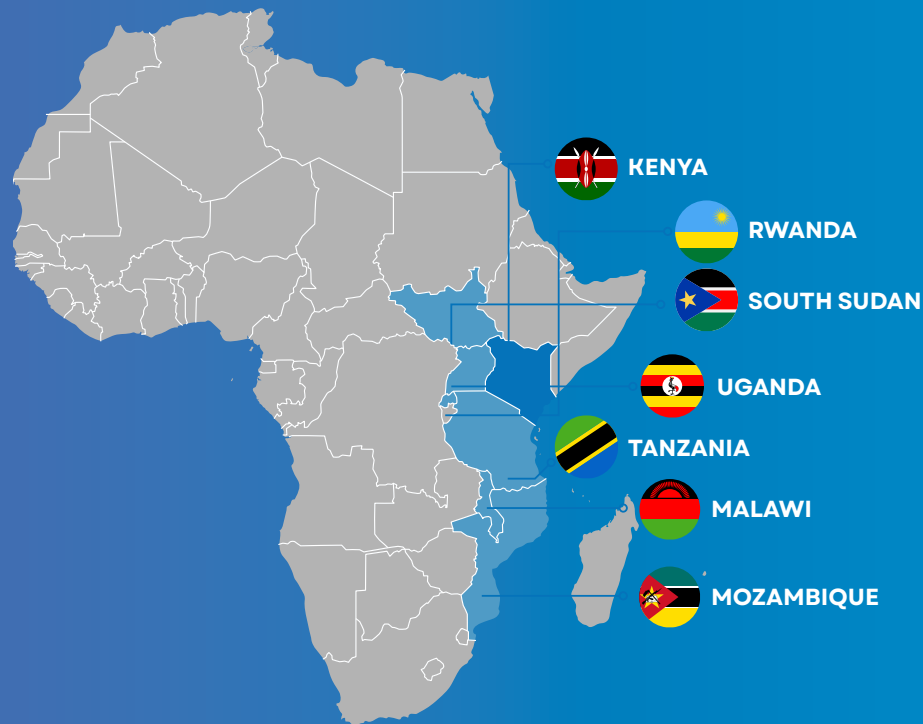 KENYA
RWANDA
SOUTH SUDAN
UGANDA
TANZANIA
MALAWI
MOZAMBIQUE